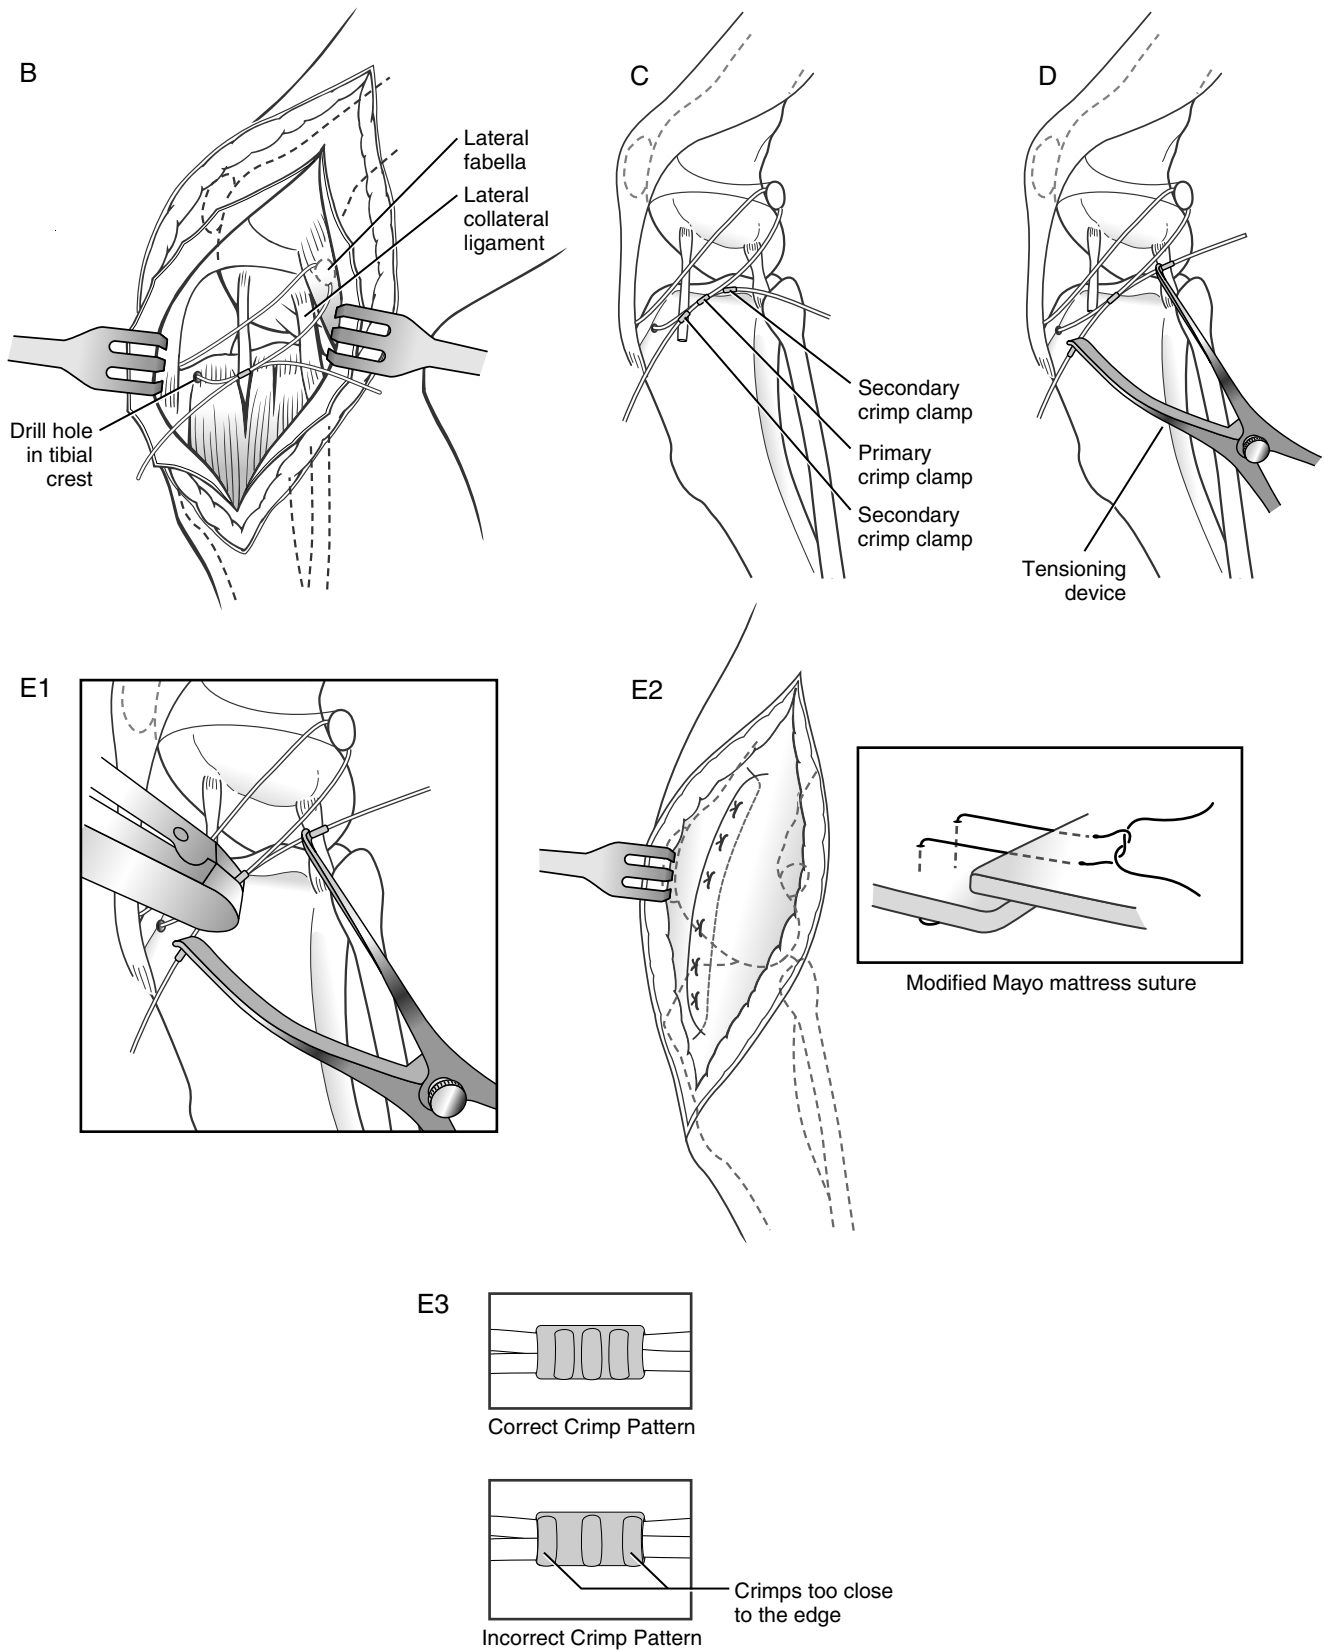 B
Lateral
fabella
Lateral
collateral
ligament
Drill hole
in tibial
crest
C
Secondary
crimp clamp
Primary
crimp clamp
Secondary
crimp clamp
D
Tensioning
device
E1
E2
Modified Mayo mattress suture
E3
Correct Crimp Pattern
Crimps too close
to the edge
Incorrect Crimp Pattern